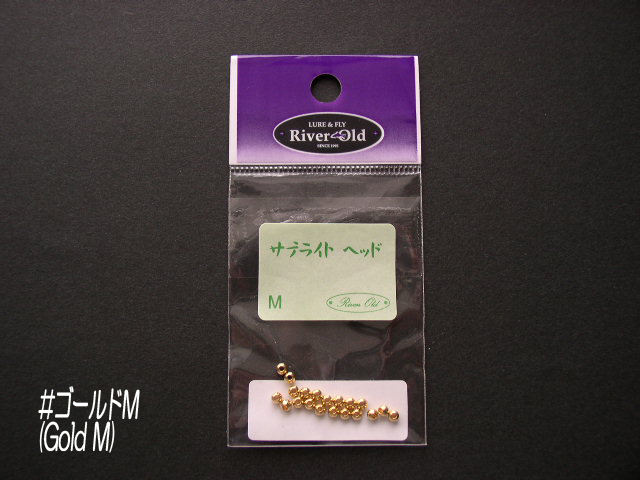 LURE & FLY
River Old
SINCE 1995
サテライト ヘッド
M
River Old
#ゴールドM
(Gold M)